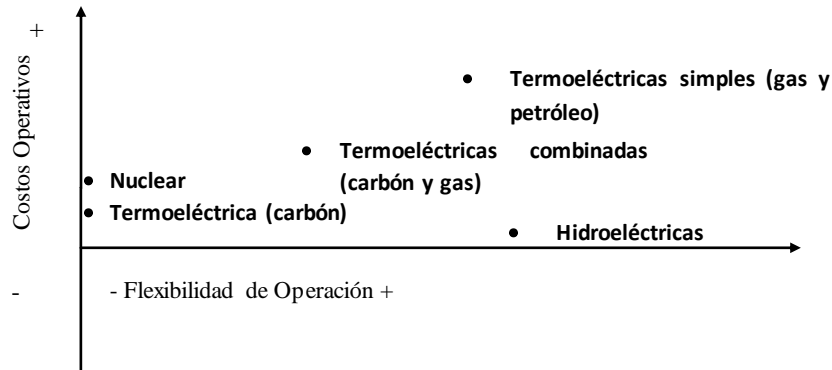 +
Costos Operativos
-
Termoeléctricas simples (gas y
petróleo)
Termoeléctricas combinadas
(carbón y gas)
Nuclear
Termoeléctrica (carbón)
Hidroeléctricas
- Flexibilidad de Operación +